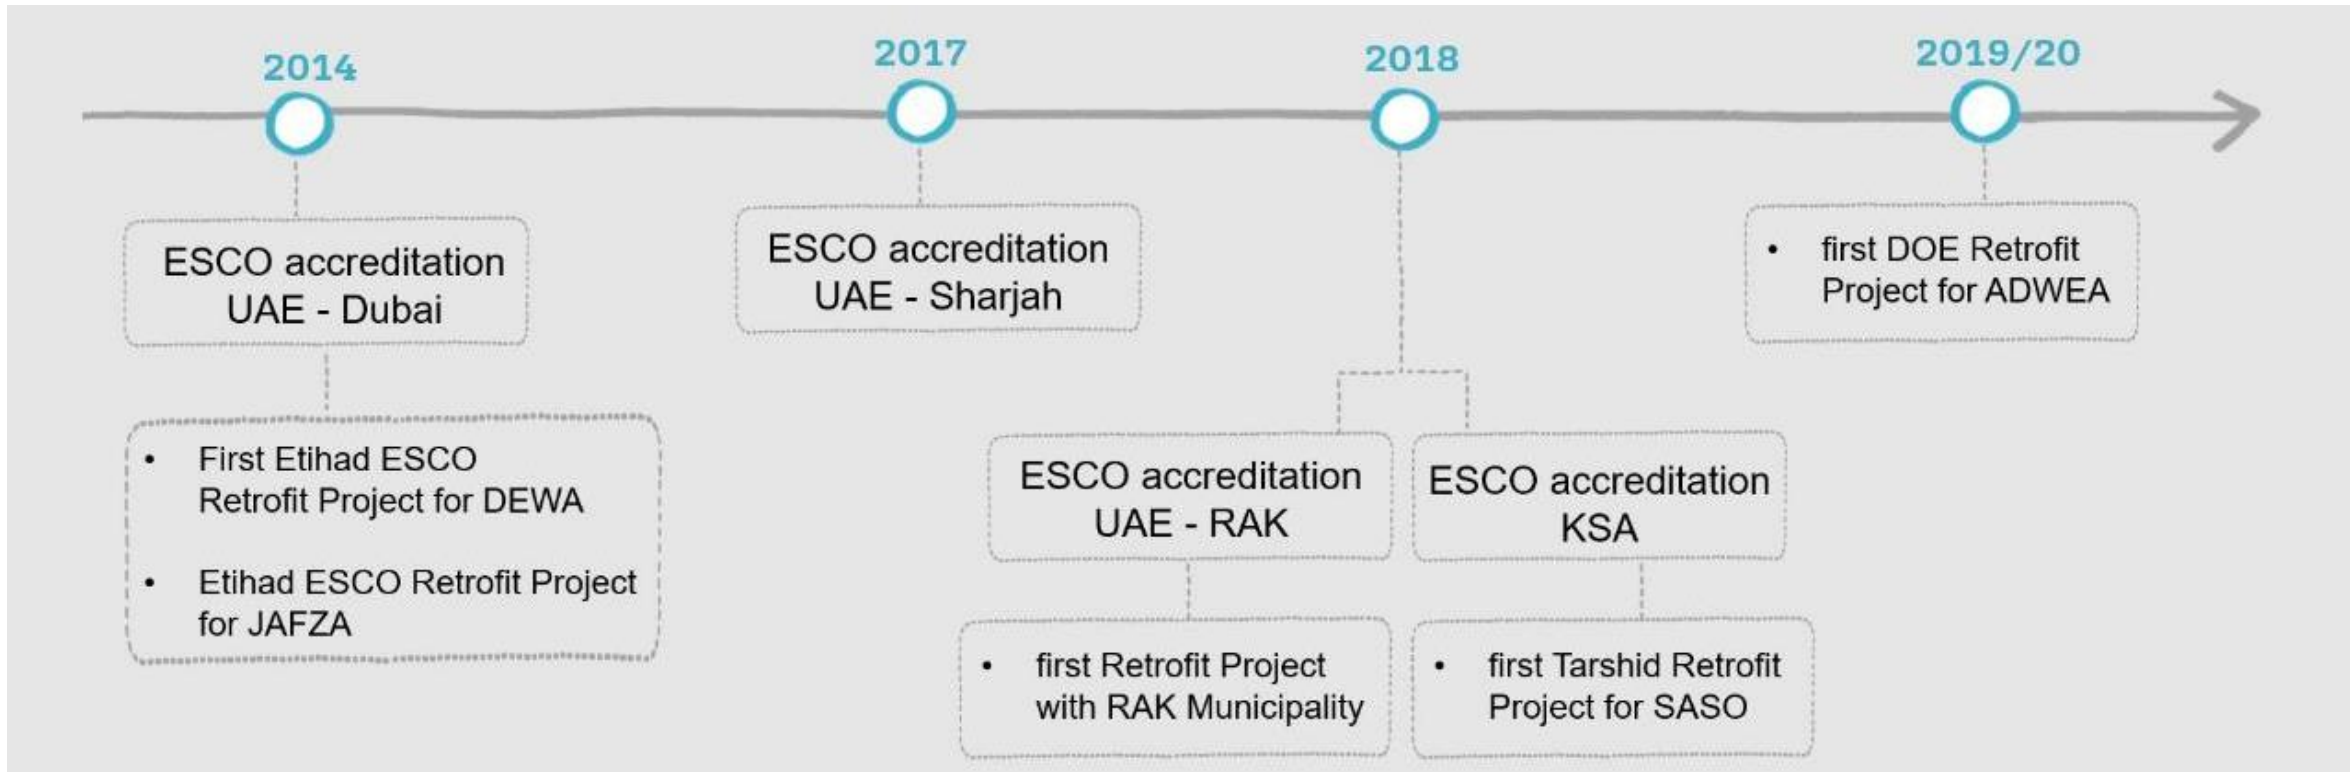 2014
ESCO accreditation
UAE - Dubai
• First Etihad ESCO
Retrofit Project for DEWA
• Etihad ESCO Retrofit Project
for JAFZA
2017
ESCO accreditation
UAE - Sharjah
2018
ESCO accreditation
UAE - RAK
• first Retrofit Project
with RAK Municipality
ESCO accreditation
KSA
• first Tarshid Retrofit
Project for SASO
2019/20
• first DOE Retrofit
Project for ADWEA